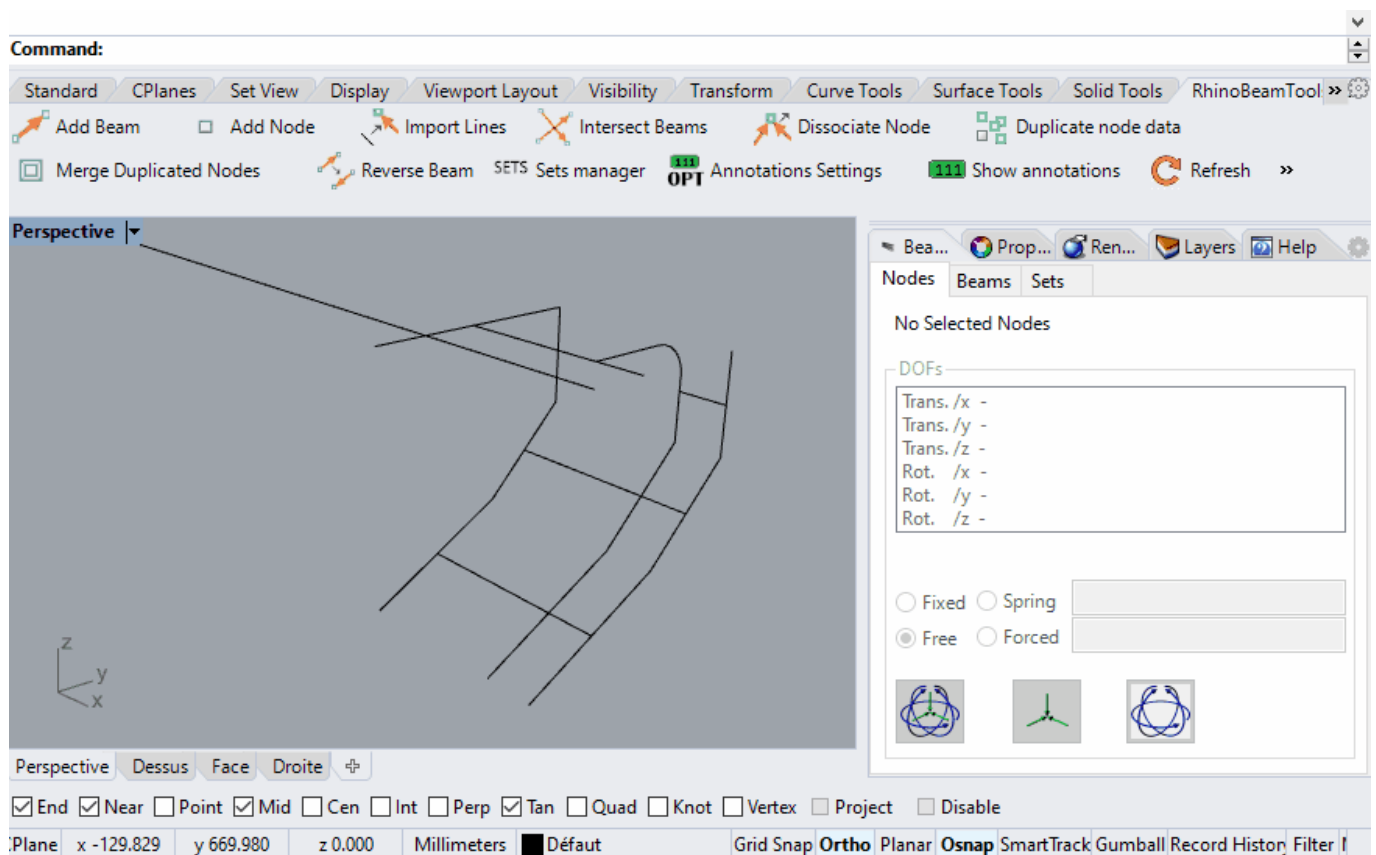 Command:
Standard CPlanes Set View Display Viewport Layout Visibility Transform Curve Tools Surface Tools Solid Tools RhinoBeamTool »
Add Beam Add Node Import Lines Intersect Beams Dissociate Node Duplicate node data
Merge Duplicated Nodes Reverse Beam SETS Sets manager 111 OPT Annotations Settings 111 Show annotations Refresh »
Perspective
Bea... Prop... Ren... Layers Help
Nodes Beams Sets
No Selected Nodes
DOFs
Trans. /x -
Trans. /y -
Trans. /z -
Rot. /x -
Rot. /y -
Rot. /z -
Fixed Spring
Free Forced
z
y
x
Perspective Dessus Face Droite
End Near Point Mid Cen Int Perp Tan Quad Knot Vertex Project Disable
CPlane x -129.829 y 669.980 z 0.000 Millimeters Défaut Grid Snap Ortho Planar Osnap SmartTrack Gumball Record History Filter